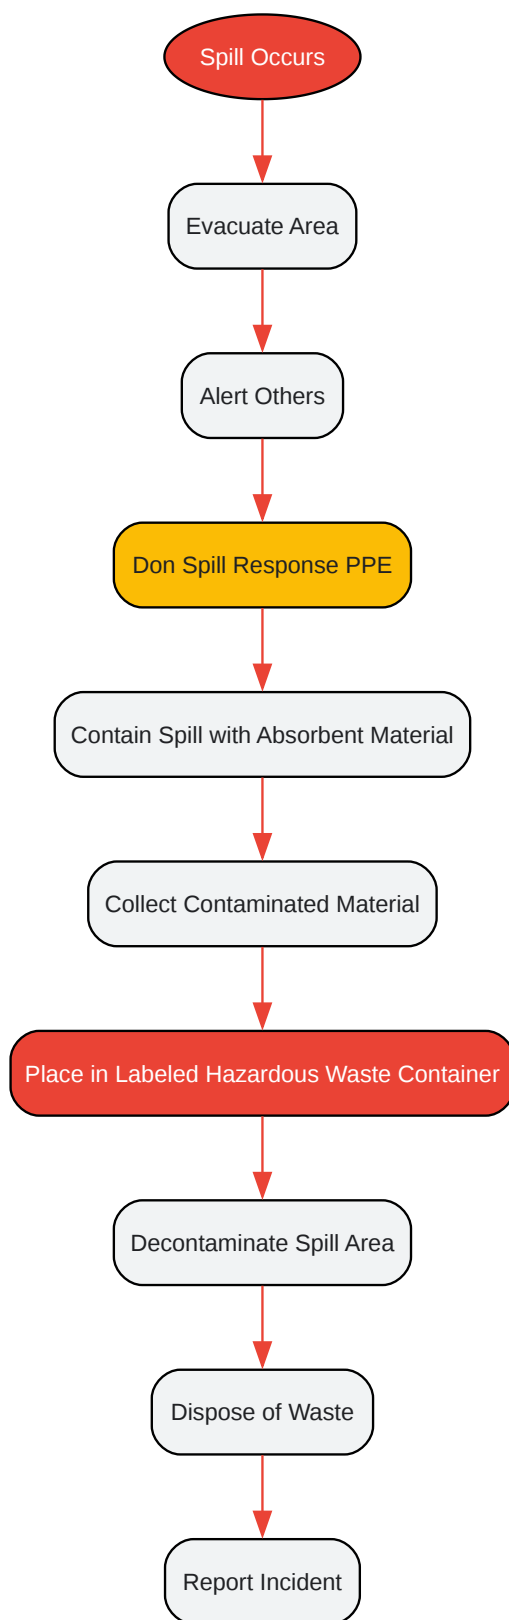 Spill Occurs
Evacuate Area
Alert Others
Don Spill Response PPE
Contain Spill with Absorbent Material
Collect Contaminated Material
Place in Labeled Hazardous Waste Container
Decontaminate Spill Area
Dispose of Waste
Report Incident